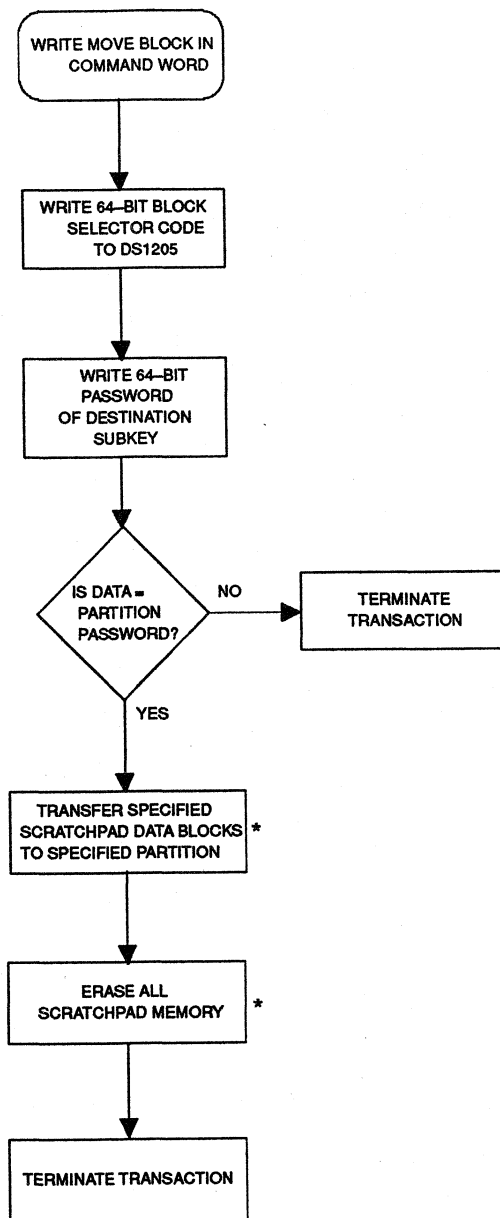 WRITE MOVE BLOCK IN
COMMAND WORD
WRITE 64–BIT BLOCK
SELECTOR CODE
TO DS1205
WRITE 64–BIT
PASSWORD
OF DESTINATION
SUBKEY
IS DATA =
PARTITION
PASSWORD?
NO
TERMINATE
TRANSACTION
YES
TRANSFER SPECIFIED
SCRATCHPAD DATA BLOCKS *
TO SPECIFIED PARTITION
ERASE ALL
SCRATCHPAD MEMORY *
TERMINATE TRANSACTION